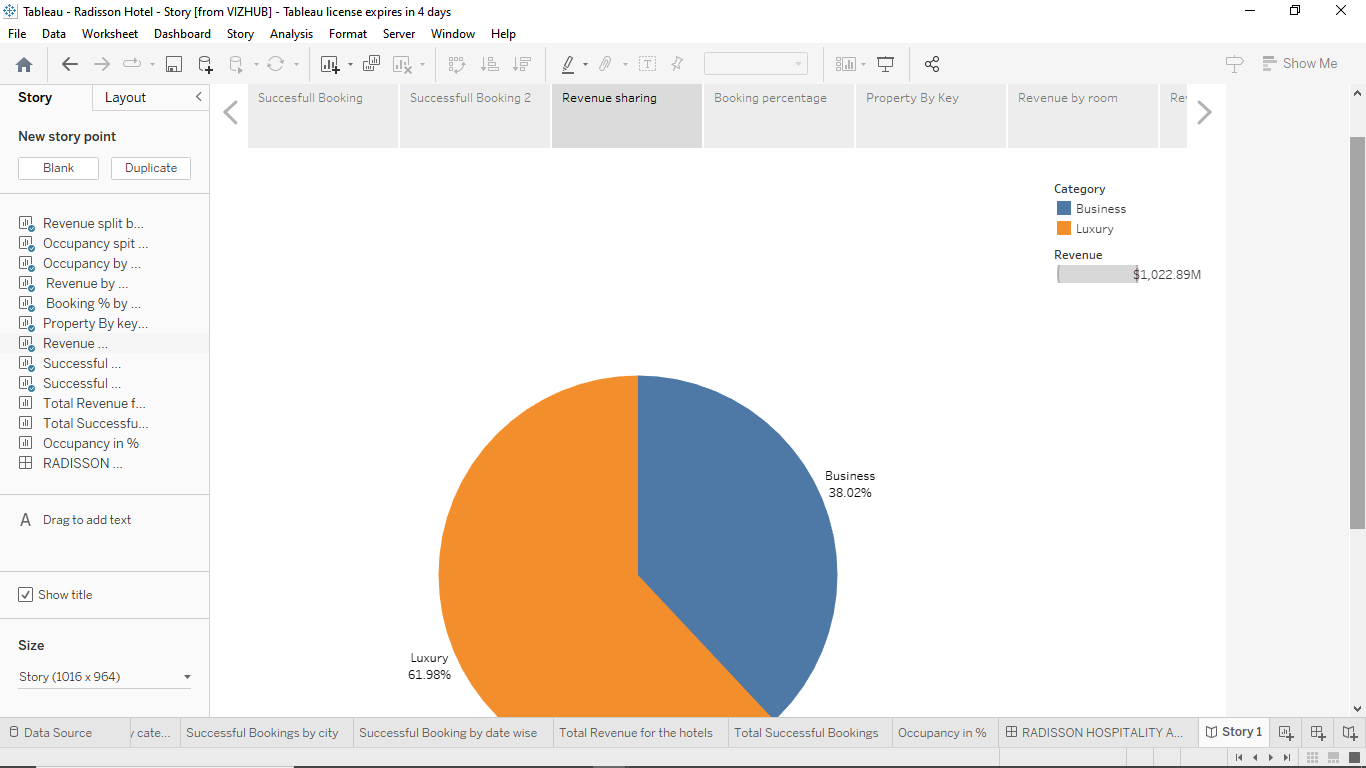 Tableau - Radisson Hotel - Story [from VIZHUB] - Tableau license expires in 4 days
File Data Worksheet Dashboard Story Analysis Format Server Window Help
Show Me
Story Layout
New story point
Blank Duplicate
Revenue split b...
Occupancy spit ...
Occupancy by ...
Revenue by ...
Booking % by ...
Property By key...
Revenue ...
Successful ...
Successful ...
Total Revenue f...
Total Successfu...
Occupancy in %
RADISSON ...
A Drag to add text
Show title
Size
Story (1016 x 964)
Succesfull Booking
Successfull Booking 2
Revenue sharing
Booking percentage
Property By Key
Revenue by room
Category
Business
Luxury
Revenue
$1,022.89M
Business
38.02%
Luxury
61.98%
Data Source y cate... Successful Bookings by city Successful Booking by date wise Total Revenue for the hotels Total Successful Bookings Occupancy in % RADISSON HOSPITALITY A... Story 1